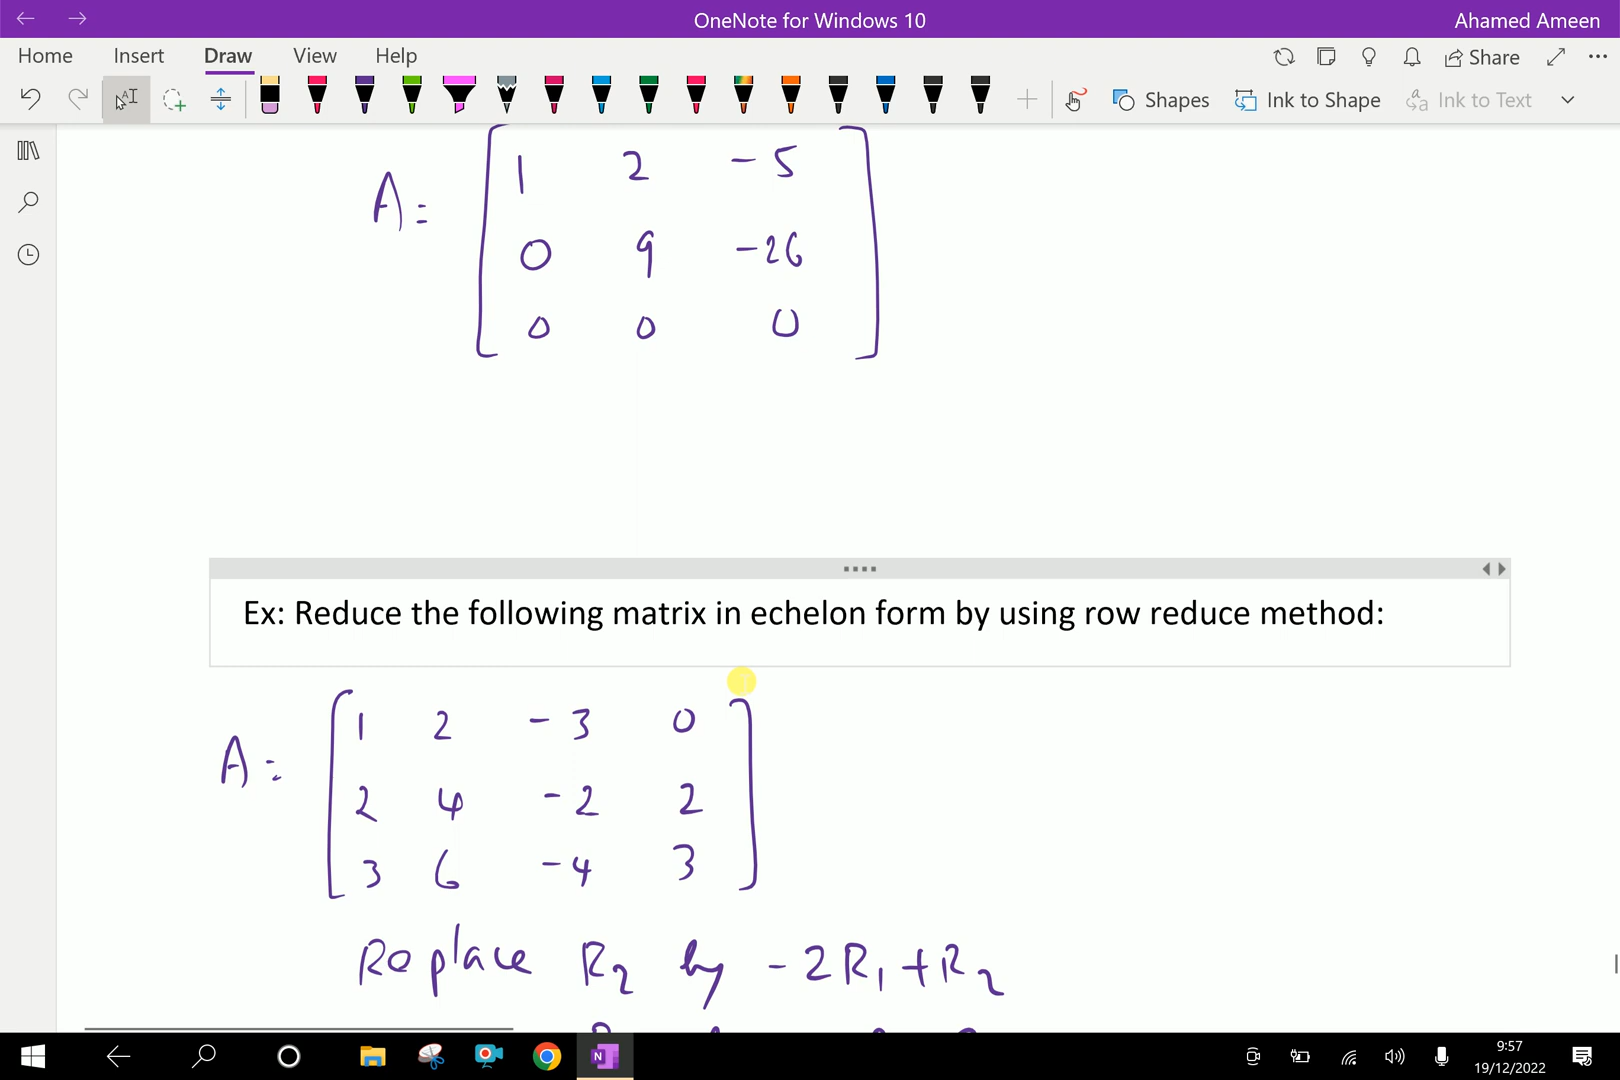 OneNote for Windows 10
Ahamed Ameen
Home Insert Draw View Help
Share
Shapes Ink to Shape Ink to Text
A= [ 1 2 -5
0 9 -26
0 0 0 ]
Ex: Reduce the following matrix in echelon form by using row reduce method:
A= [ 1 2 -3 0
2 4 -2 2
3 6 -4 3 ]
Replace R₂ by -2R₁+R₂
9:57
19/12/2022